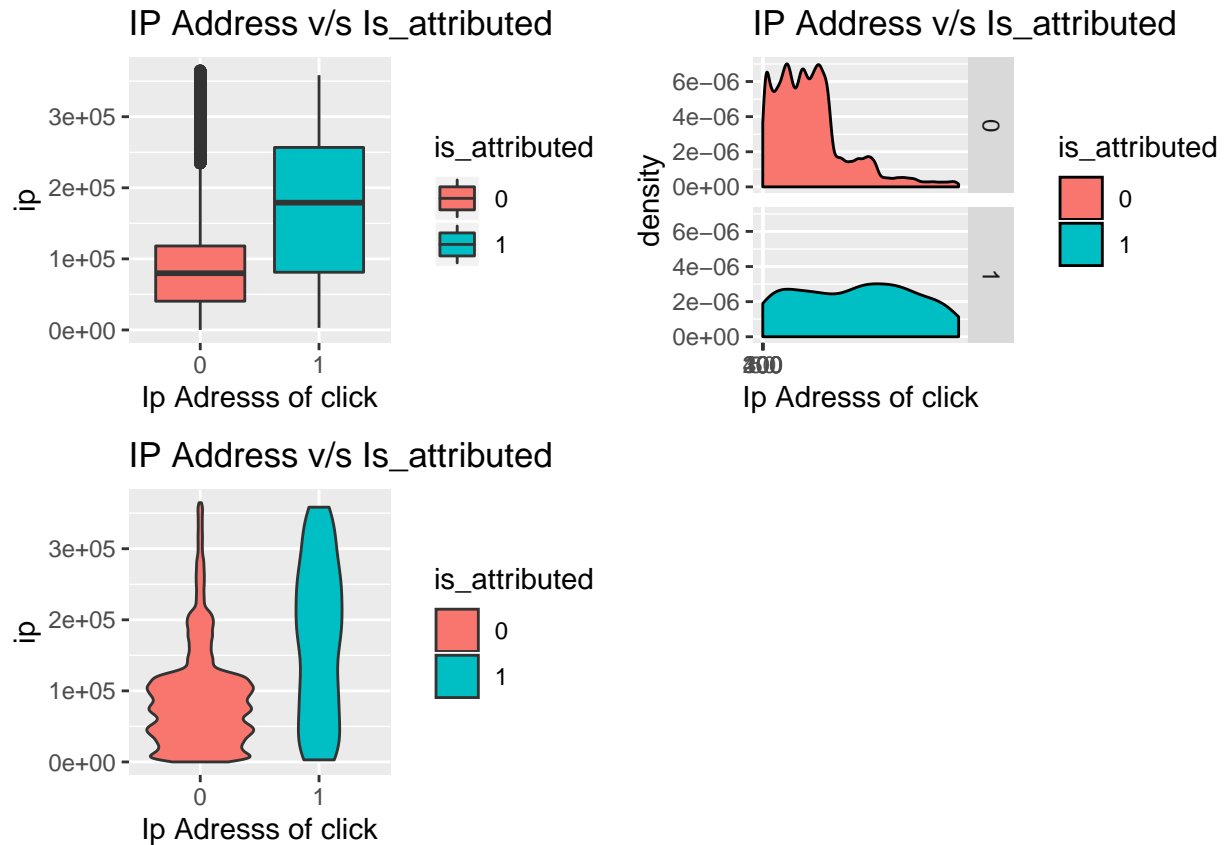 IP Address v/s Is_attributed
3e+05
2e+05
1e+05
0e+00
ip
0
1
Ip Adresss of click
is_attributed
0
1
IP Address v/s Is_attributed
6e−06
4e−06
2e−06
0e+00
0
6e−06
4e−06
2e−06
0e+00
1
density
Ip Adresss of click
is_attributed
0
1
IP Address v/s Is_attributed
3e+05
2e+05
1e+05
0e+00
ip
0
1
Ip Adresss of click
is_attributed
0
1